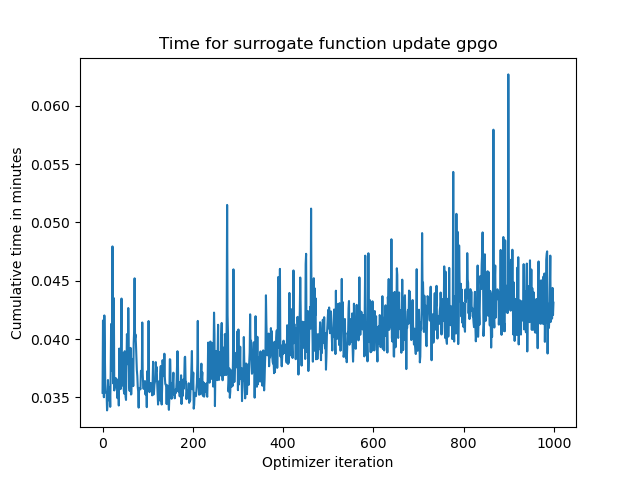 Time for surrogate function update gpgo
0.060
0.055
0.050
0.045
0.040
0.035
Cumulative time in minutes
0 200 400 600 800 1000
Optimizer iteration